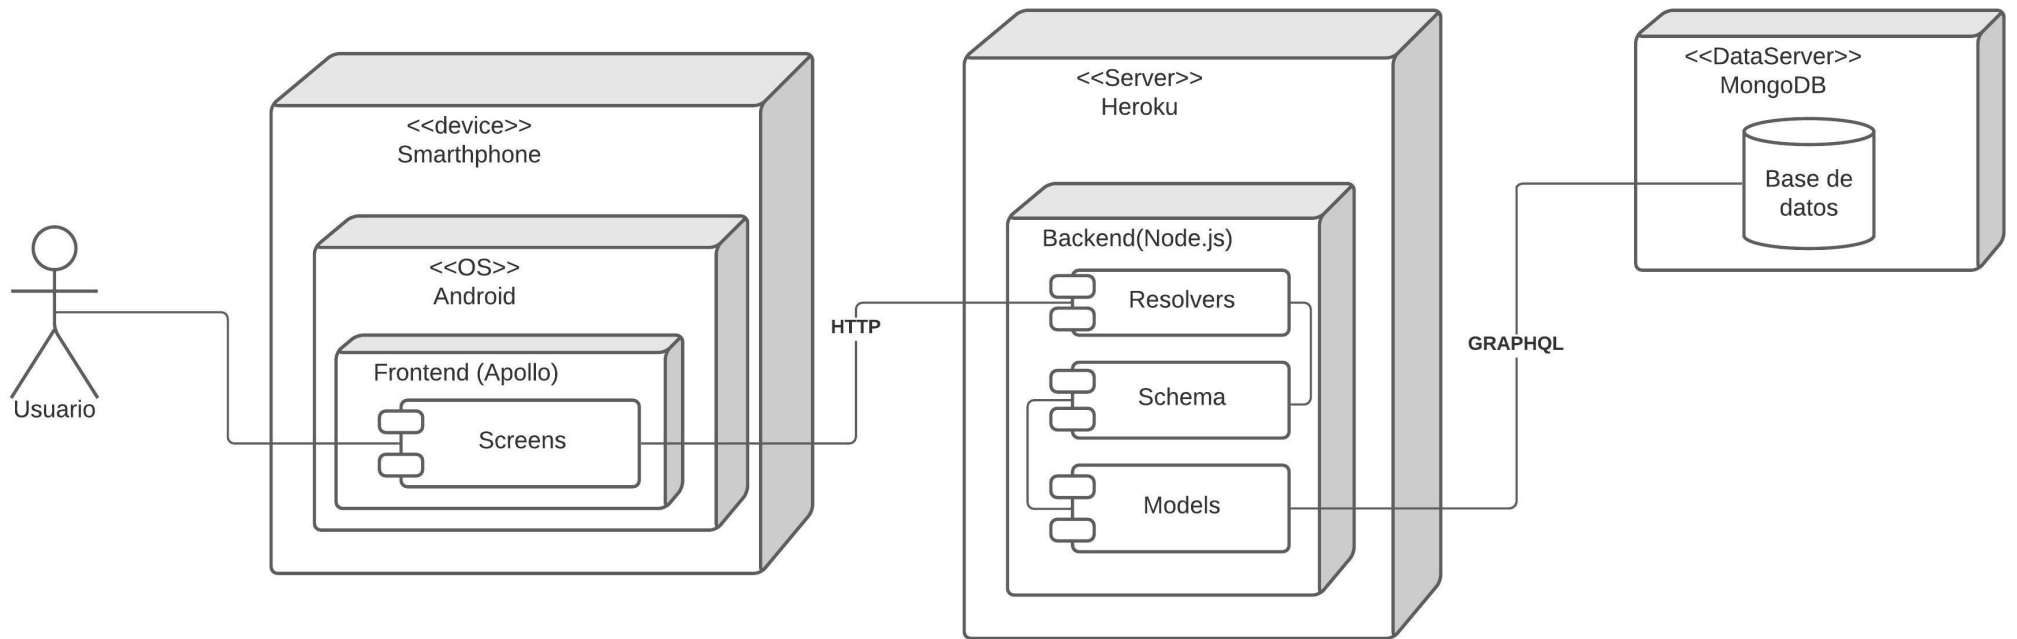 Usuario
<<device>>
Smarthphone
<<OS>>
Android
Frontend (Apollo)
Screens
HTTP
<<Server>>
Heroku
Backend(Node.js)
Resolvers
Schema
Models
GRAPHQL
<<DataServer>>
MongoDB
Base de
datos